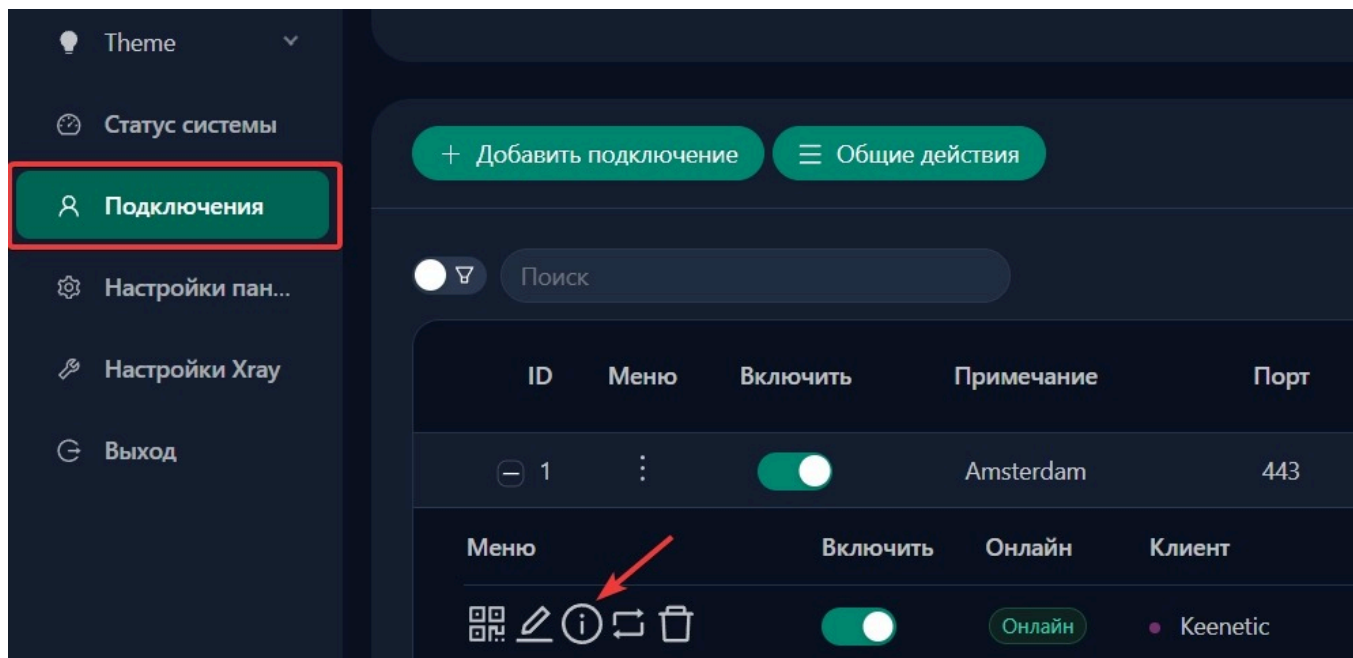 Theme
Статус системы
Подключения
Настройки пан...
Настройки Xray
Выход
+ Добавить подключение
Общие действия
Поиск
ID Меню Включить Примечание Порт
1 Amsterdam 443
Меню Включить Онлайн Клиент
Онлайн Keenetic